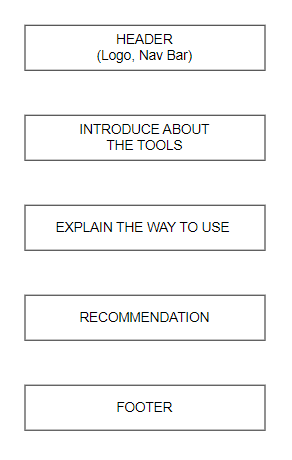 HEADER
(Logo, Nav Bar)
INTRODUCE ABOUT
THE TOOLS
EXPLAIN THE WAY TO USE
RECOMMENDATION
FOOTER